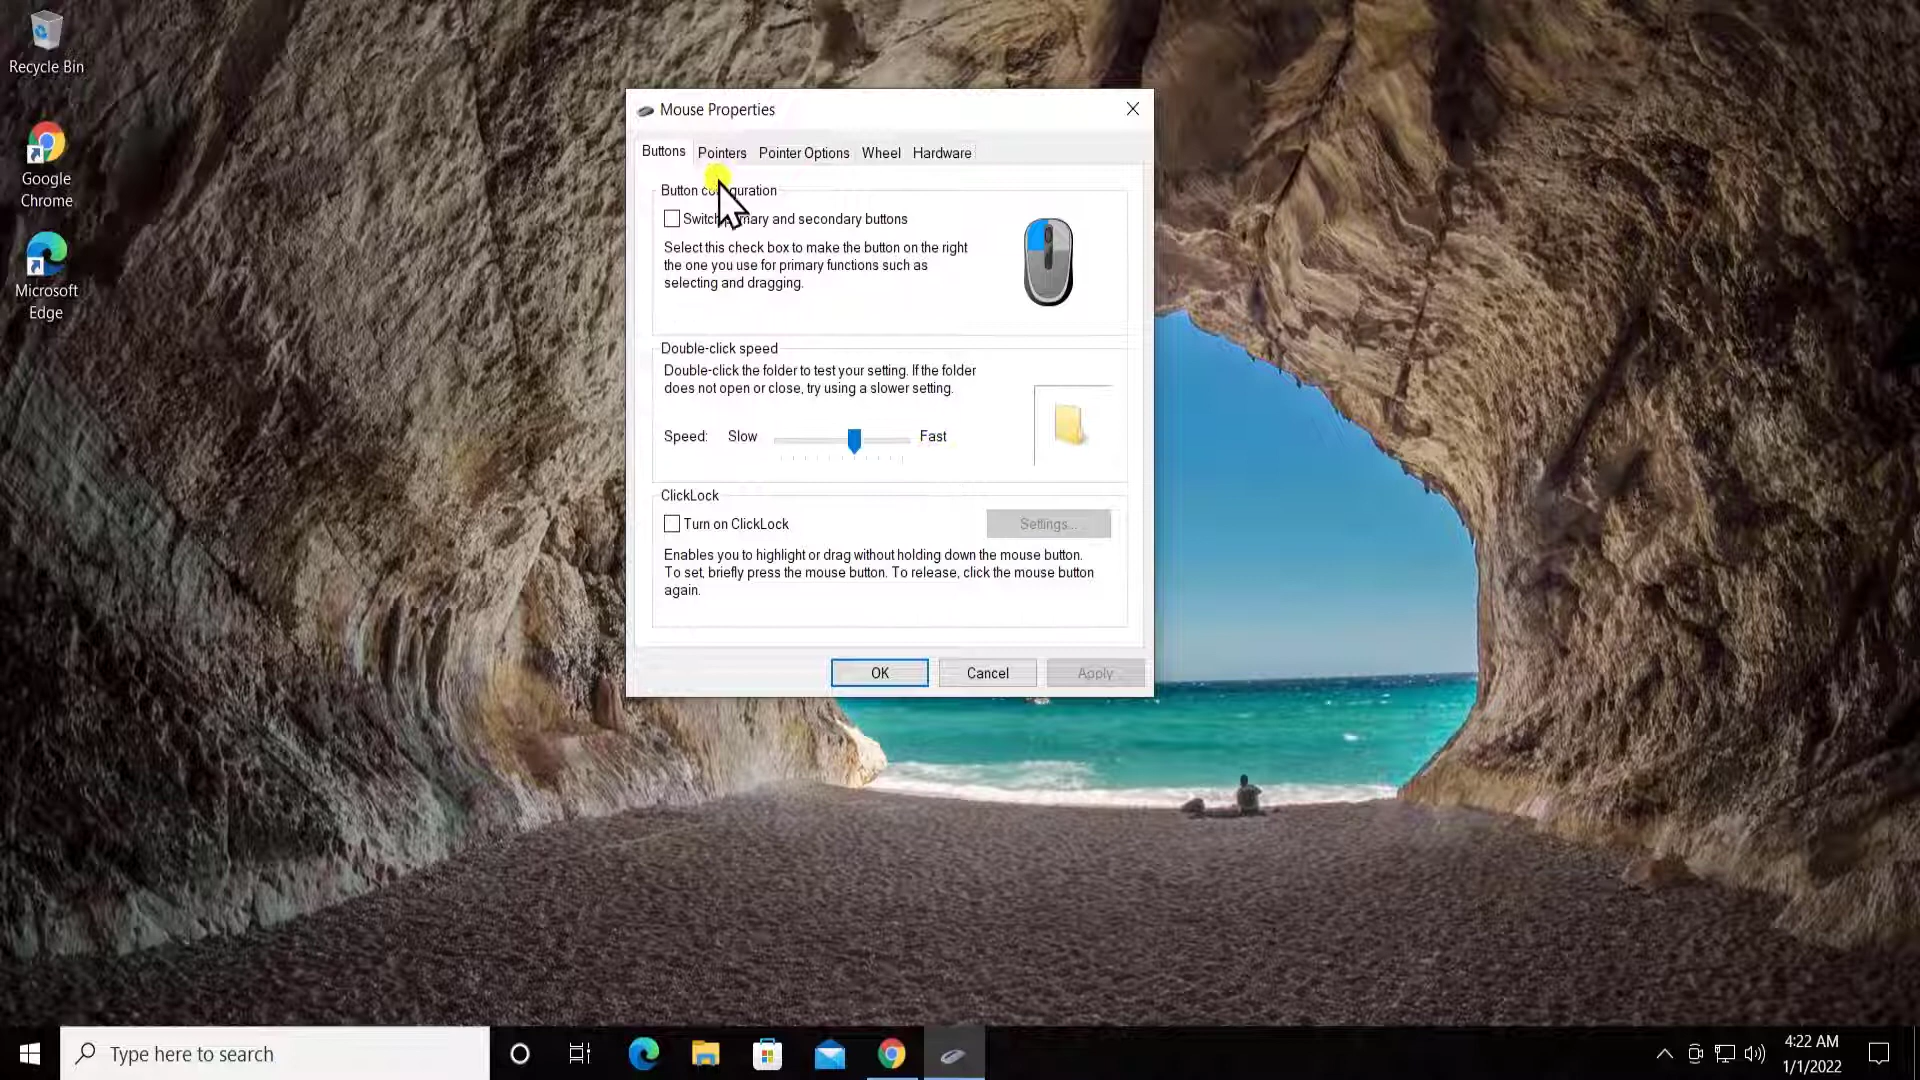 Recycle Bin
Google
Chrome
Microsoft
Edge
Mouse Properties
Buttons
Pointers
Pointer Options
Wheel
Hardware
Button
Switch
and secondary buttons
Select this check box to make the button on the right
the one you use for primary functions such as
selecting and dragging.
Double-click speed
Double-click the folder to test your setting. If the folder
does not open or close, try using a slower setting.
Speed: Slow Fast
ClickLock
Turn on ClickLock
Settings...
Enables you to highlight or drag without holding down the mouse button.
To set, briefly press the mouse button. To release, click the mouse button
again.
OK
Cancel
Apply
Type here to search
4:22 AM
1/1/2022